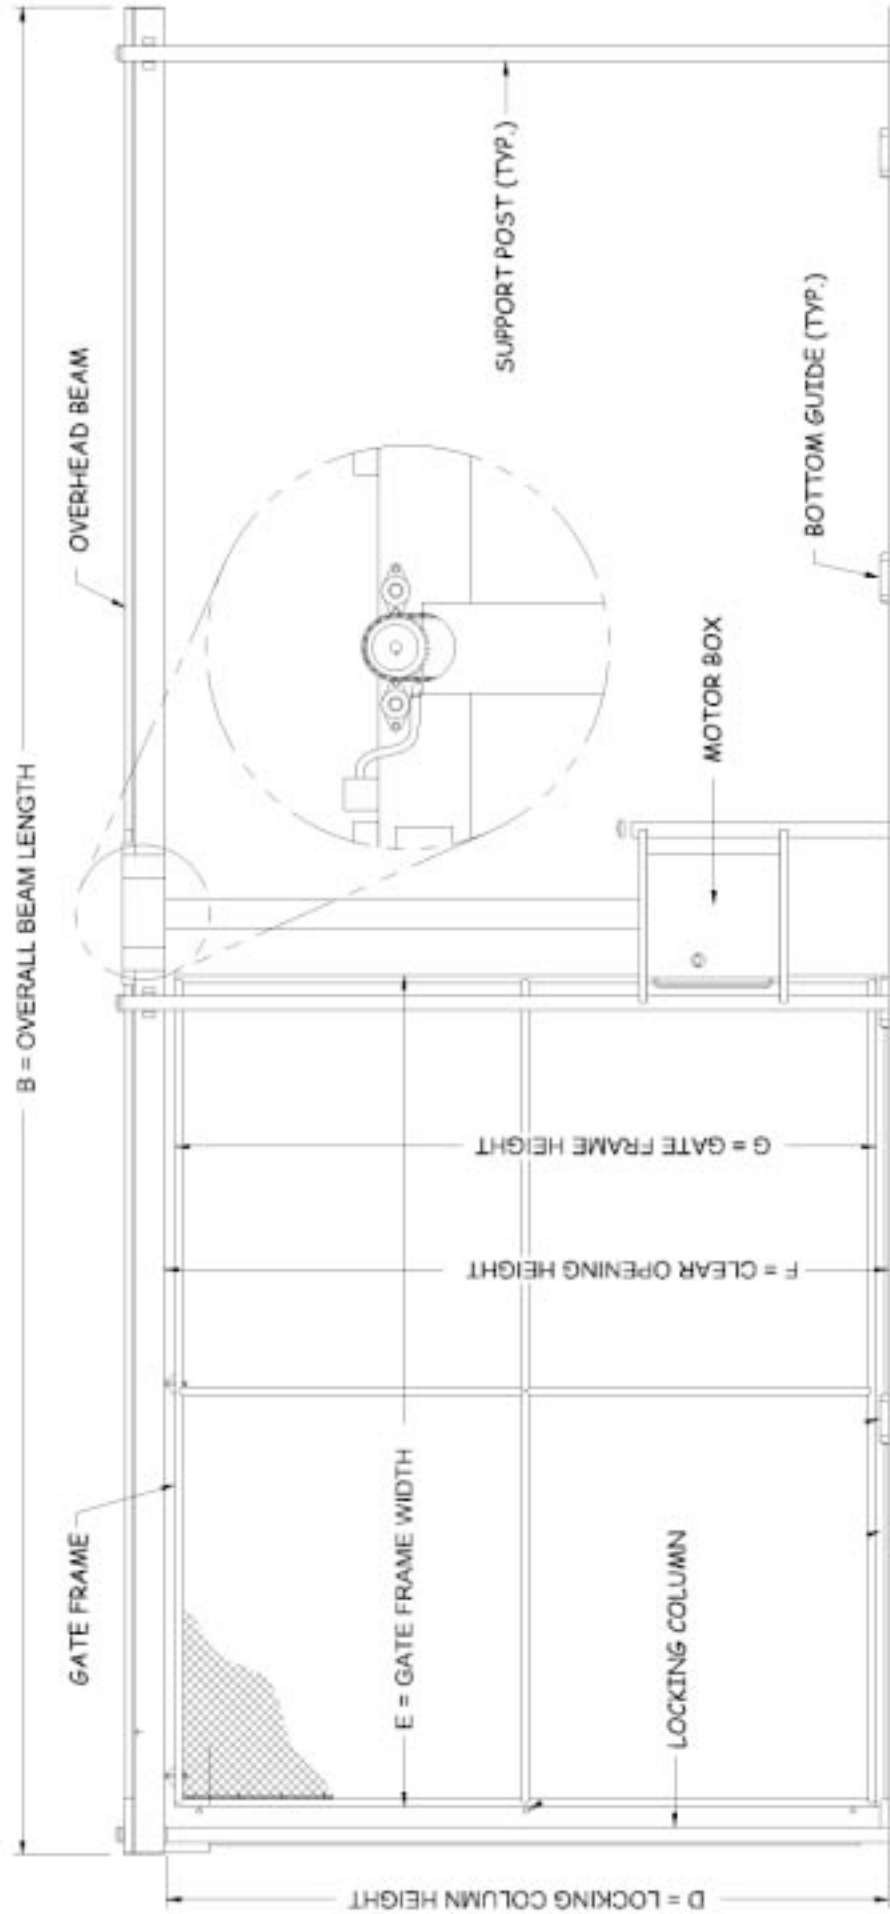 B = OVERALL BEAM LENGTH
OVERHEAD BEAM
GATE FRAME
SUPPORT POST (TYP.)
E = GATE FRAME WIDTH
G = GATE FRAME HEIGHT
F = CLEAR OPENING HEIGHT
D = LOCKING COLUMN HEIGHT
LOCKING COLUMN
MOTOR BOX
BOTTOM GUIDE (TYP.)